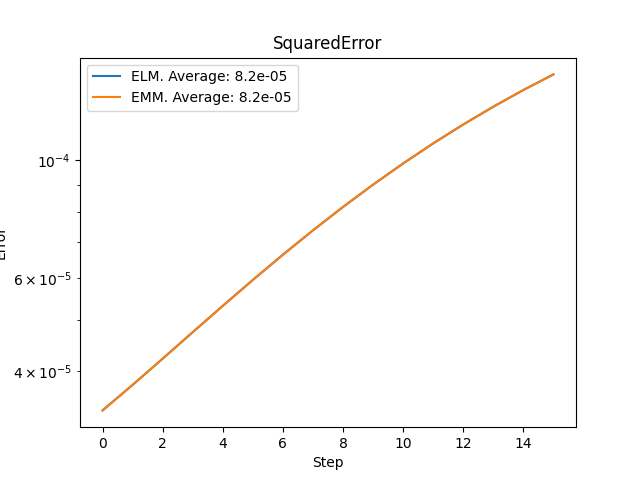 SquaredError
ELM. Average: 8.2e-05
EMM. Average: 8.2e-05
10⁻⁴
6 × 10⁻⁵
4 × 10⁻⁵
Error
0 2 4 6 8 10 12 14
Step